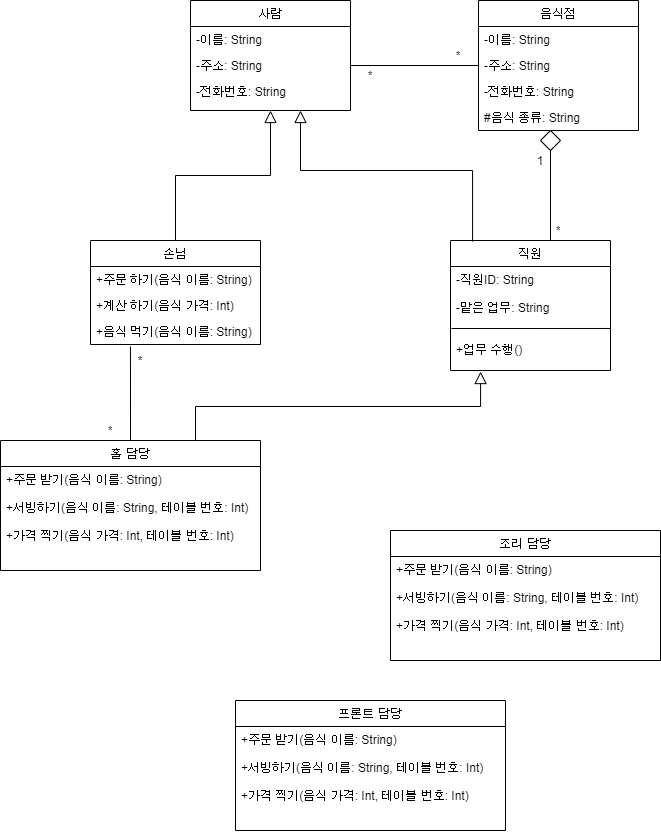 사람
-이름: String
-주소: String
-전화번호: String
음식점
-이름: String
-주소: String
-전화번호: String
#음식 종류: String
*
*
1
*
손님
+주문 하기(음식 이름: String)
+계산 하기(음식 가격: Int)
+음식 먹기(음식 이름: String)
직원
-직원ID: String
-맡은 업무: String
+업무 수행()
*
*
홀 담당
+주문 받기(음식 이름: String)
+서빙하기(음식 이름: String, 테이블 번호: Int)
+가격 찍기(음식 가격: Int, 테이블 번호: Int)
조리 담당
+주문 받기(음식 이름: String)
+서빙하기(음식 이름: String, 테이블 번호: Int)
+가격 찍기(음식 가격: Int, 테이블 번호: Int)
프론트 담당
+주문 받기(음식 이름: String)
+서빙하기(음식 이름: String, 테이블 번호: Int)
+가격 찍기(음식 가격: Int, 테이블 번호: Int)